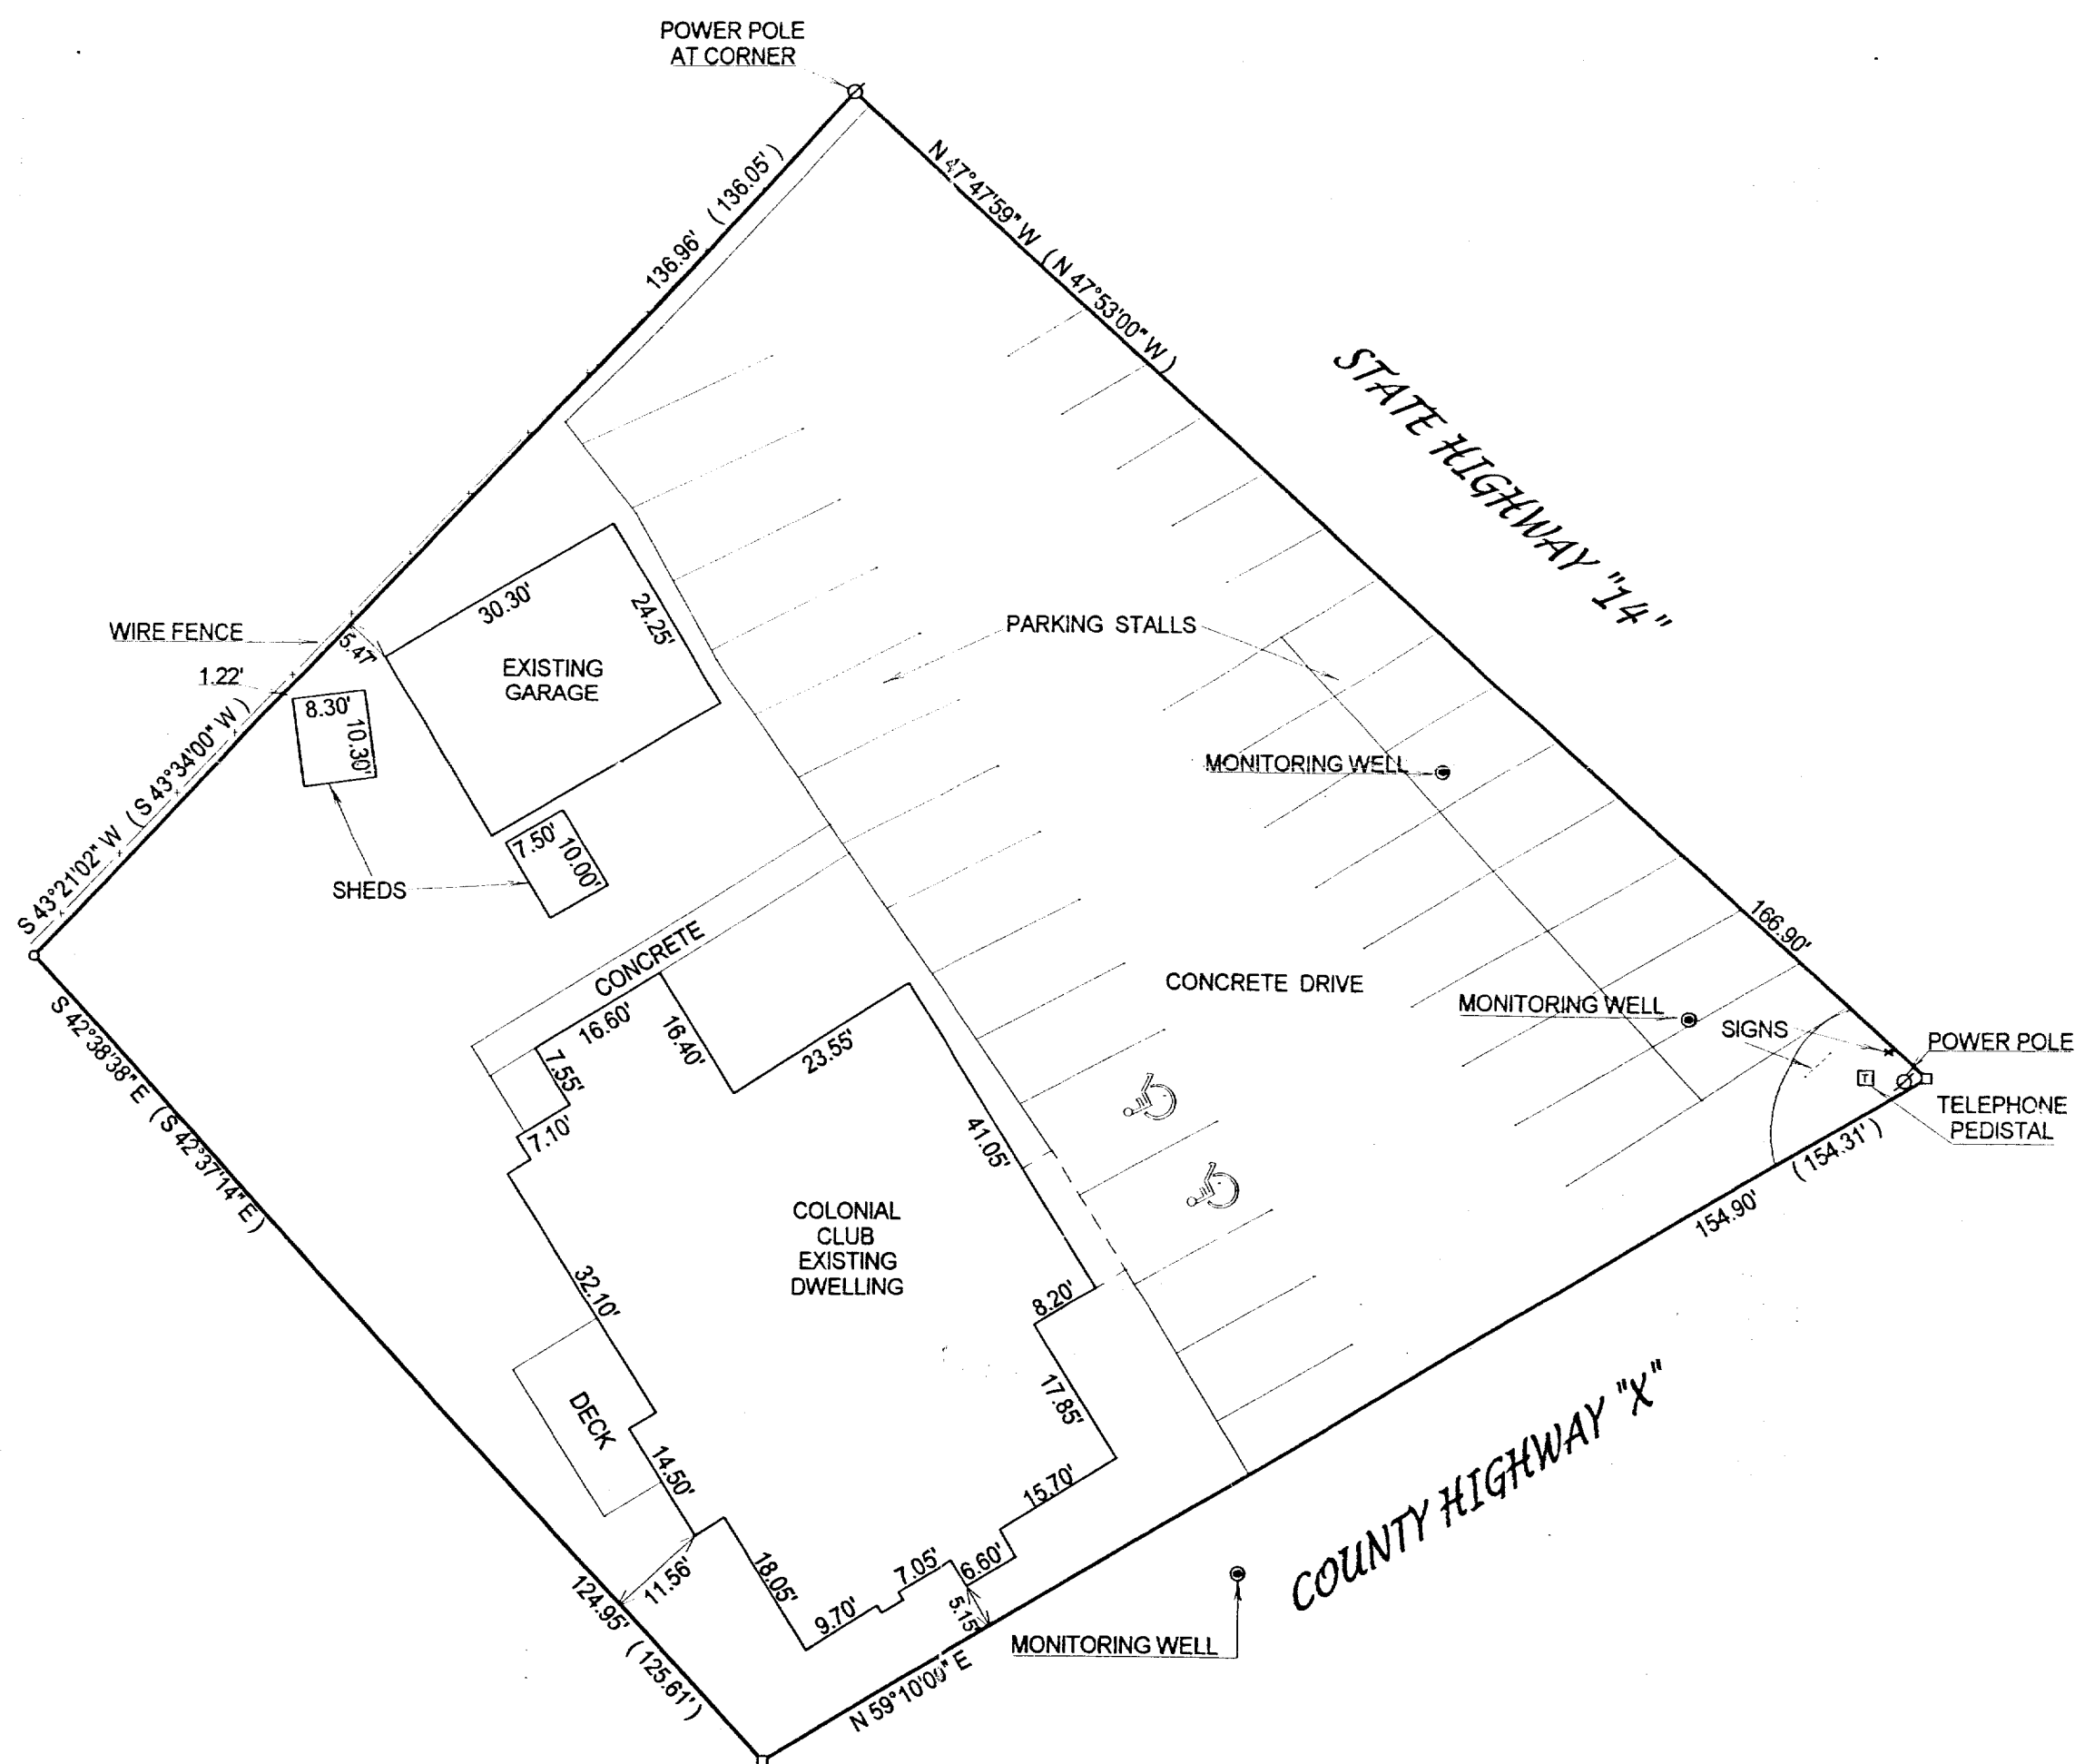 POWER POLE
AT CORNER
N 47°47'59" W ( N 47°53'00" W )
136.96' ( 136.05' )
STATE HIGHWAY "14"
WIRE FENCE
5.47'
30.30'
24.25'
EXISTING
GARAGE
PARKING STALLS
1.22'
8.30'
10.30'
S 43°21'02" W ( S 43°34'00" W )
MONITORING WELL
7.50'
10.00'
SHEDS
166.90'
CONCRETE
CONCRETE DRIVE
MONITORING WELL
SIGNS
POWER POLE
T
TELEPHONE
PEDISTAL
16.60'
16.40'
23.55'
7.55'
7.10'
41.05'
S 42°38'38" E ( S 42°37'14" E )
154.90' ( 154.31' )
COLONIAL
CLUB
EXISTING
DWELLING
32.10'
8.20'
17.85'
DECK
14.50'
15.70'
COUNTY HIGHWAY "X"
11.56'
18.05'
9.70'
7.05'
6.60'
5.15'
124.95' ( 125.61' )
MONITORING WELL
N 59°10'00" E